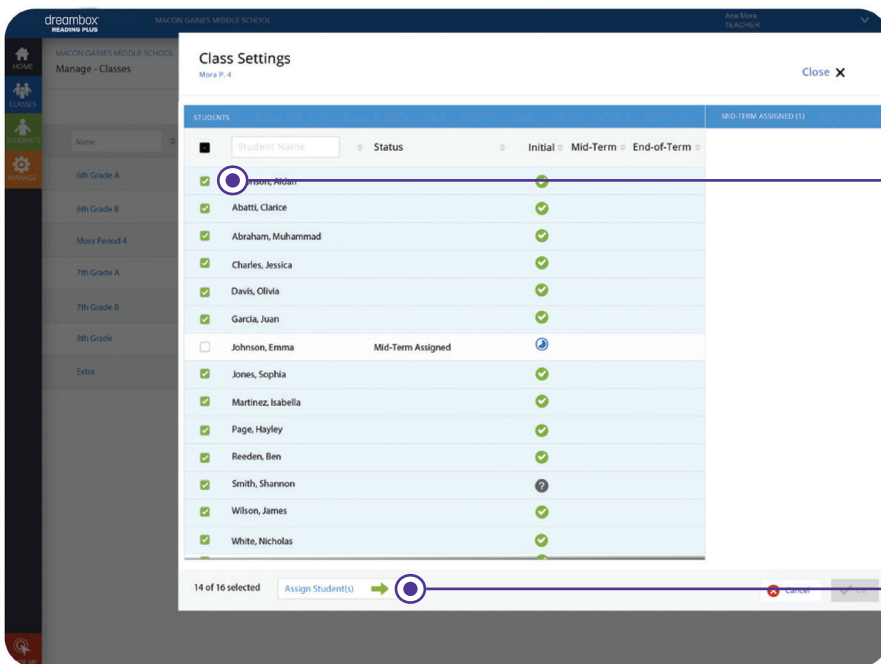 dreambox
READING PLUS
MACON GAINES MIDDLE SCHOOL
Ana Mora
TEACHER
HOME
CLASSES
STUDENTS
MANAGE
MACON GAINES MIDDLE SCHOOL
Manage - Classes
Name
6th Grade A
6th Grade B
Mora Period 4
7th Grade A
7th Grade B
8th Grade
Extra
Class Settings
Mora P. 4
Close X
STUDENTS
MID-TERM ASSIGNED (1)
Student Name Status Initial Mid-Term End-of-Term
Aidan
Abatti, Clarice
Abraham, Muhammad
Charles, Jessica
Davis, Olivia
Garcia, Juan
Johnson, Emma Mid-Term Assigned
Jones, Sophia
Martinez, Isabella
Page, Hayley
Reeden, Ben
Smith, Shannon ?
Wilson, James
White, Nicholas
14 of 16 selected Assign Student(s)
Cancel